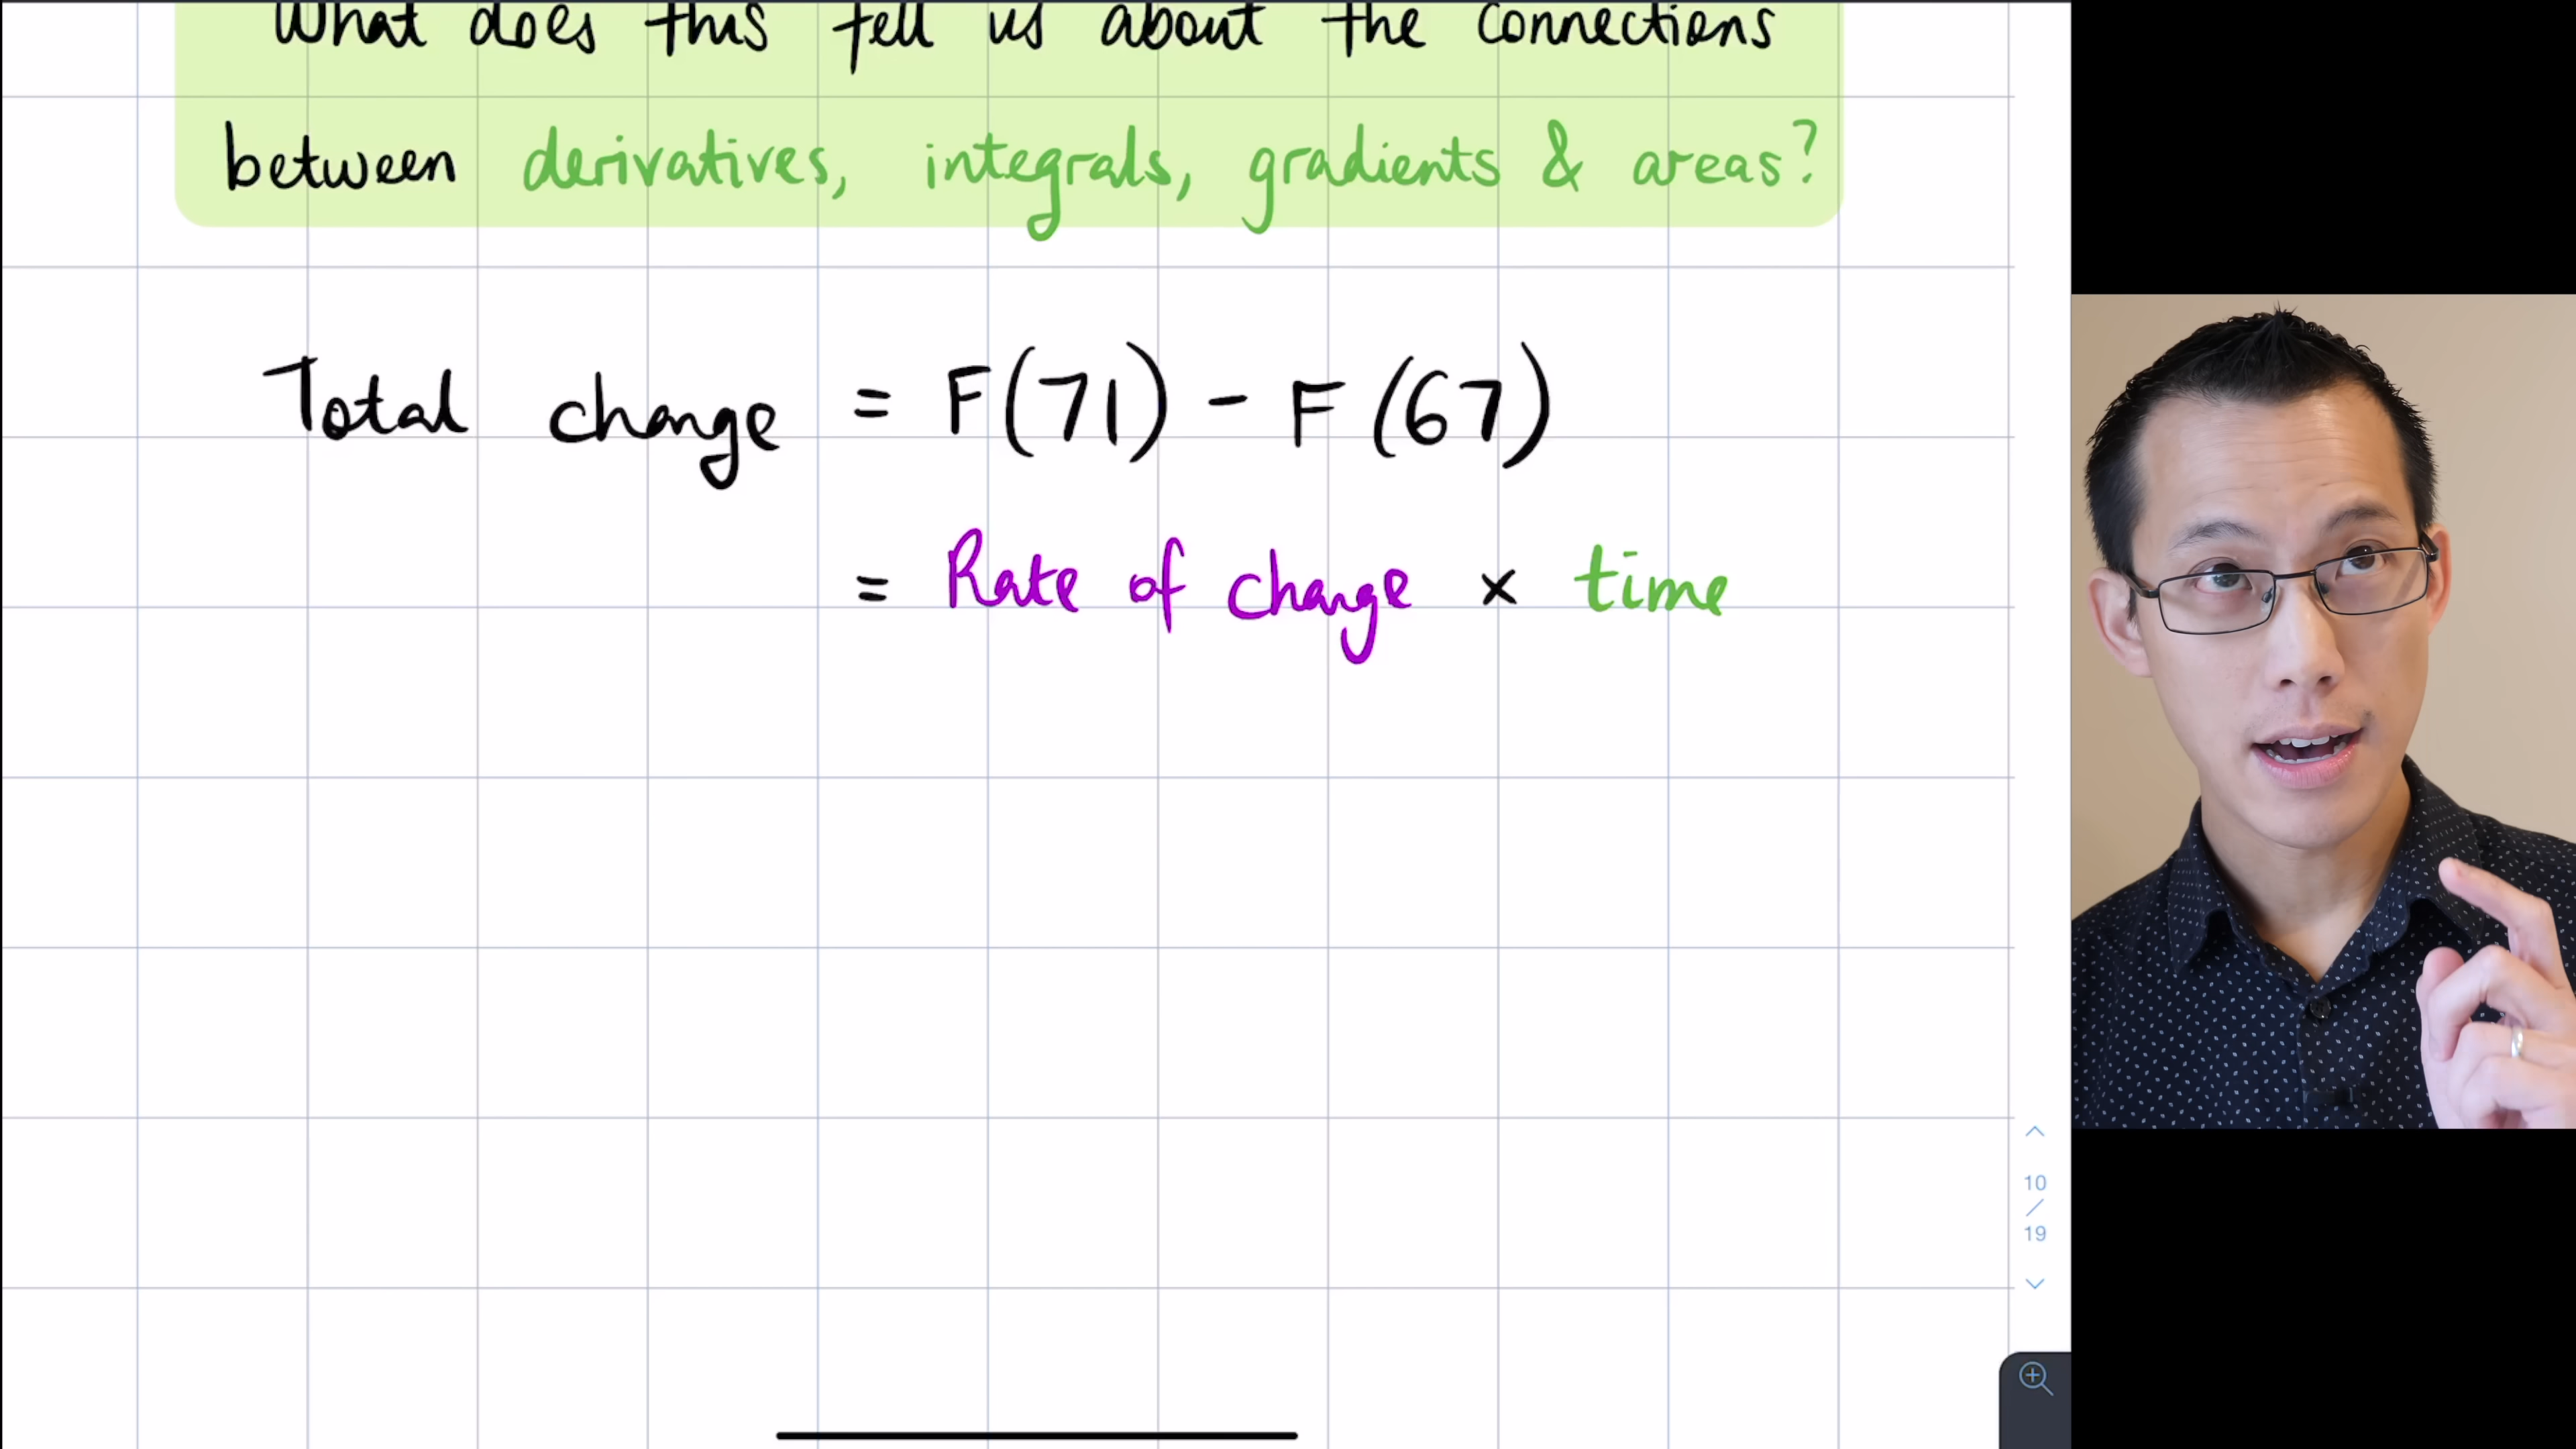 What does this tell us about the connections
between derivatives, integrals, gradients & areas?
Total change = F(71) - F(67)
= Rate of change × time
10
/
19